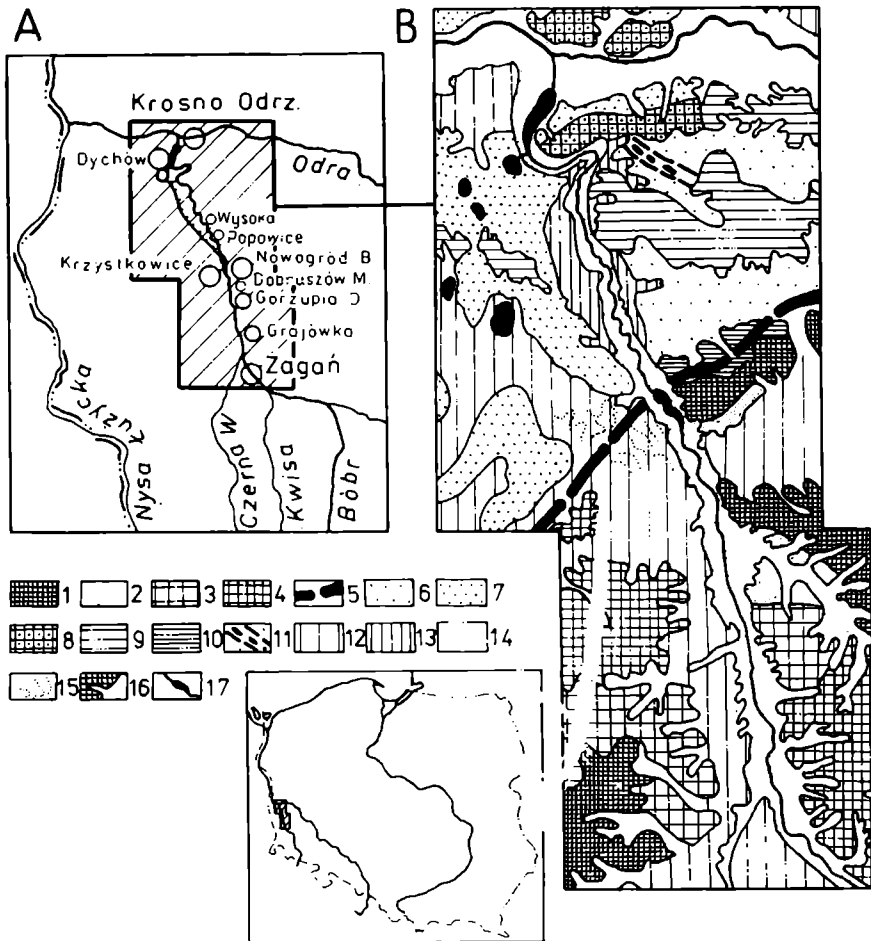 A
B
Krosno Odrz.
Odra
Dychów
Wysoka
Popowice
Nowogród B
Krzystkowice
Dobruszów M.
Gorzupia D
Grajówka
Żagań
Nysa Łużycka
Czerna W
Kwisa
Bóbr
1 2 3 4 5 6 7
8 9 10 11 12 13 14
15 16 17